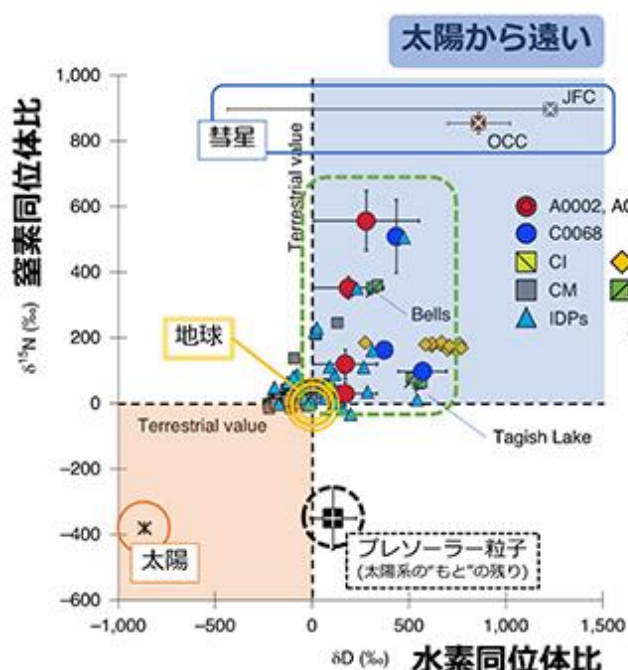 太陽から遠い
1,000
JFC
彗星
800
OCC
Terrestrial value
600
A0002,
C0068
CI
400
CM
Bells
IDPs
窒素同位体比
δ¹⁵N (‰)
200
地球
0
Terrestrial value
Tagish Lake
−200
−400
太陽
プレソーラー粒子
(太陽系の“もと”の残り)
−600
−1,000
−500
0
500
1,000
1,500
δD (‰)
水素同位体比